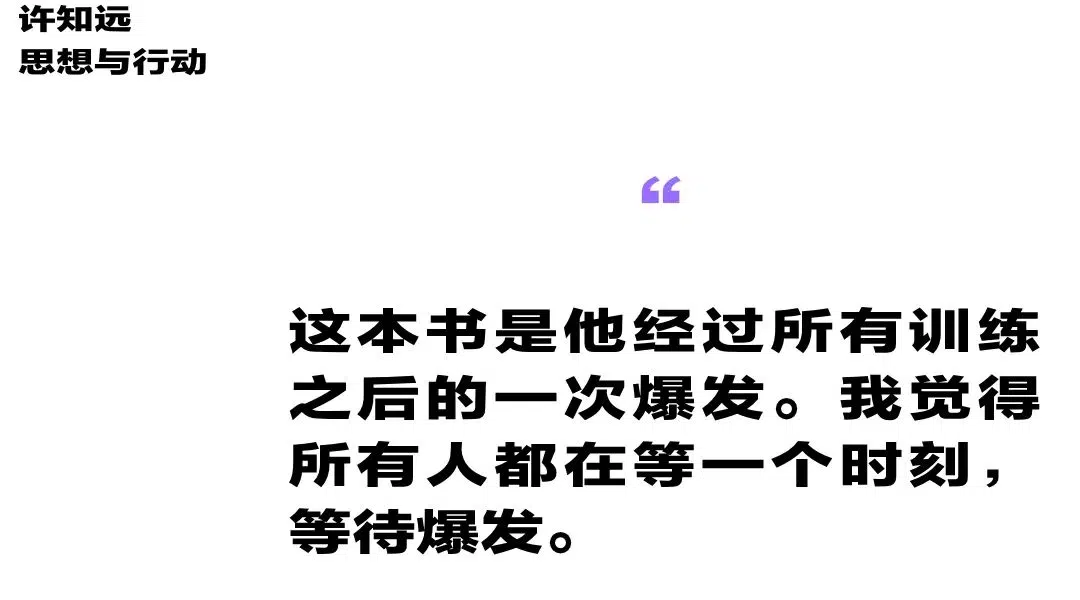 许知远
思想与行动
“
这本书是他经过所有训练
之后的一次爆发。我觉得
所有人都在等一个时刻，
等待爆发。